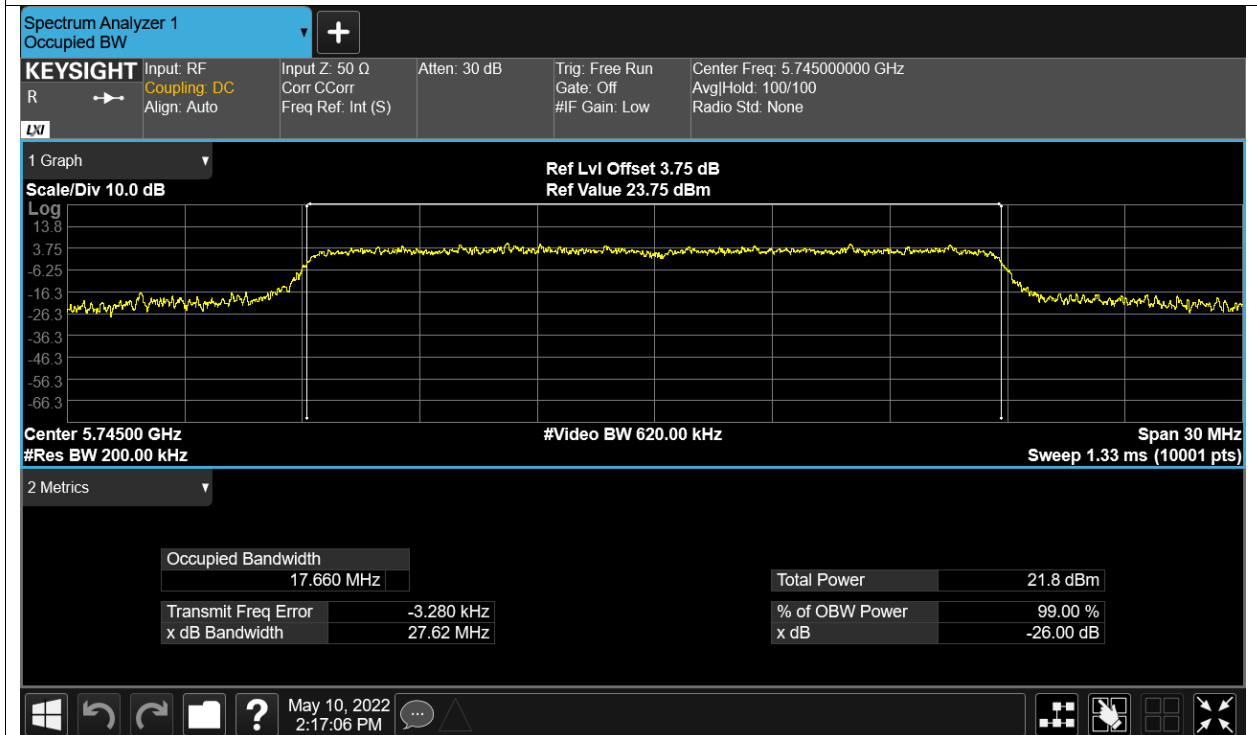 Spectrum Analyzer 1
Occupied BW
KEYSIGHT
R
LXI
Input: RF
Coupling: DC
Align: Auto
Input Z: 50 Ω
Corr CCorr
Freq Ref: Int (S)
Atten: 30 dB
Trig: Free Run
Gate: Off
#IF Gain: Low
Center Freq: 5.745000000 GHz
Avg|Hold: 100/100
Radio Std: None
1 Graph
Scale/Div 10.0 dB
Ref Lvl Offset 3.75 dB
Ref Value 23.75 dBm
Log
13.8
3.75
-6.25
-16.3
-26.3
-36.3
-46.3
-56.3
-66.3
Center 5.74500 GHz
#Res BW 200.00 kHz
#Video BW 620.00 kHz
Span 30 MHz
Sweep 1.33 ms (10001 pts)
2 Metrics
Occupied Bandwidth
17.660 MHz
Transmit Freq Error -3.280 kHz
x dB Bandwidth 27.62 MHz
Total Power 21.8 dBm
% of OBW Power 99.00 %
x dB -26.00 dB
?
May 10, 2022
2:17:06 PM